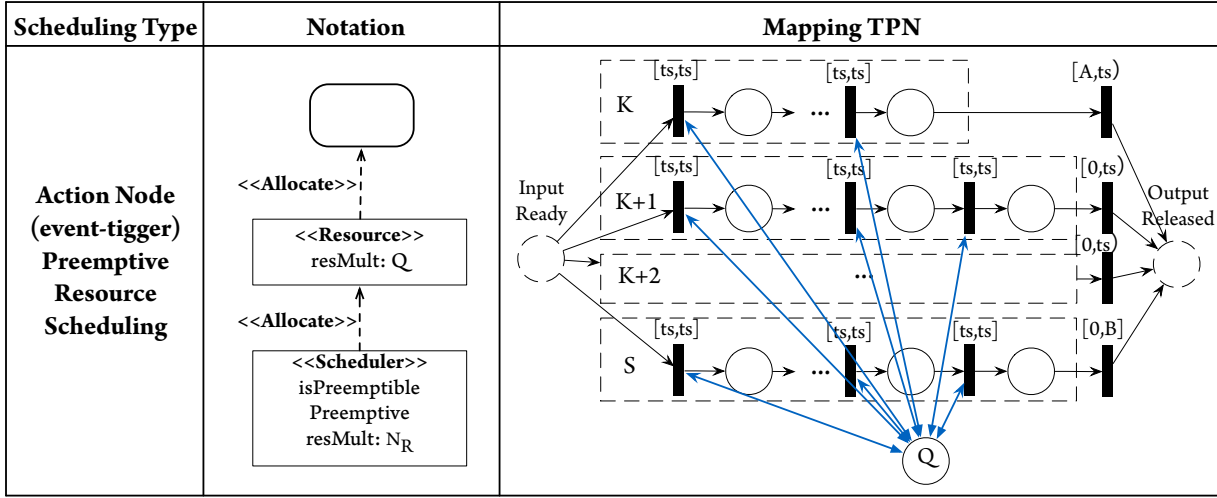 Scheduling Type
Notation
Mapping TPN
Action Node
(event-tigger)
Preemptive
Resource
Scheduling
<<Allocate>>
<<Resource>>
resMult: Q
<<Allocate>>
<<Scheduler>>
isPreemptible
Preemptive
resMult: NR
[ts,ts]
[ts,ts]
[A,ts)
K
...
[ts,ts]
[ts,ts]
[ts,ts]
[0,ts)
Input
Ready
K+1
...
Output
Released
[0,ts)
K+2
...
[ts,ts]
[ts,ts]
[ts,ts]
[0,B]
S
...
Q